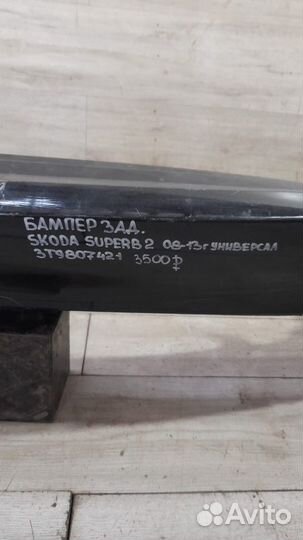 БАМПЕР ЗАД.
SKODA SUPERB 2 08-13г УНИВЕРСАЛ
3T9807421 3500₽
Avito